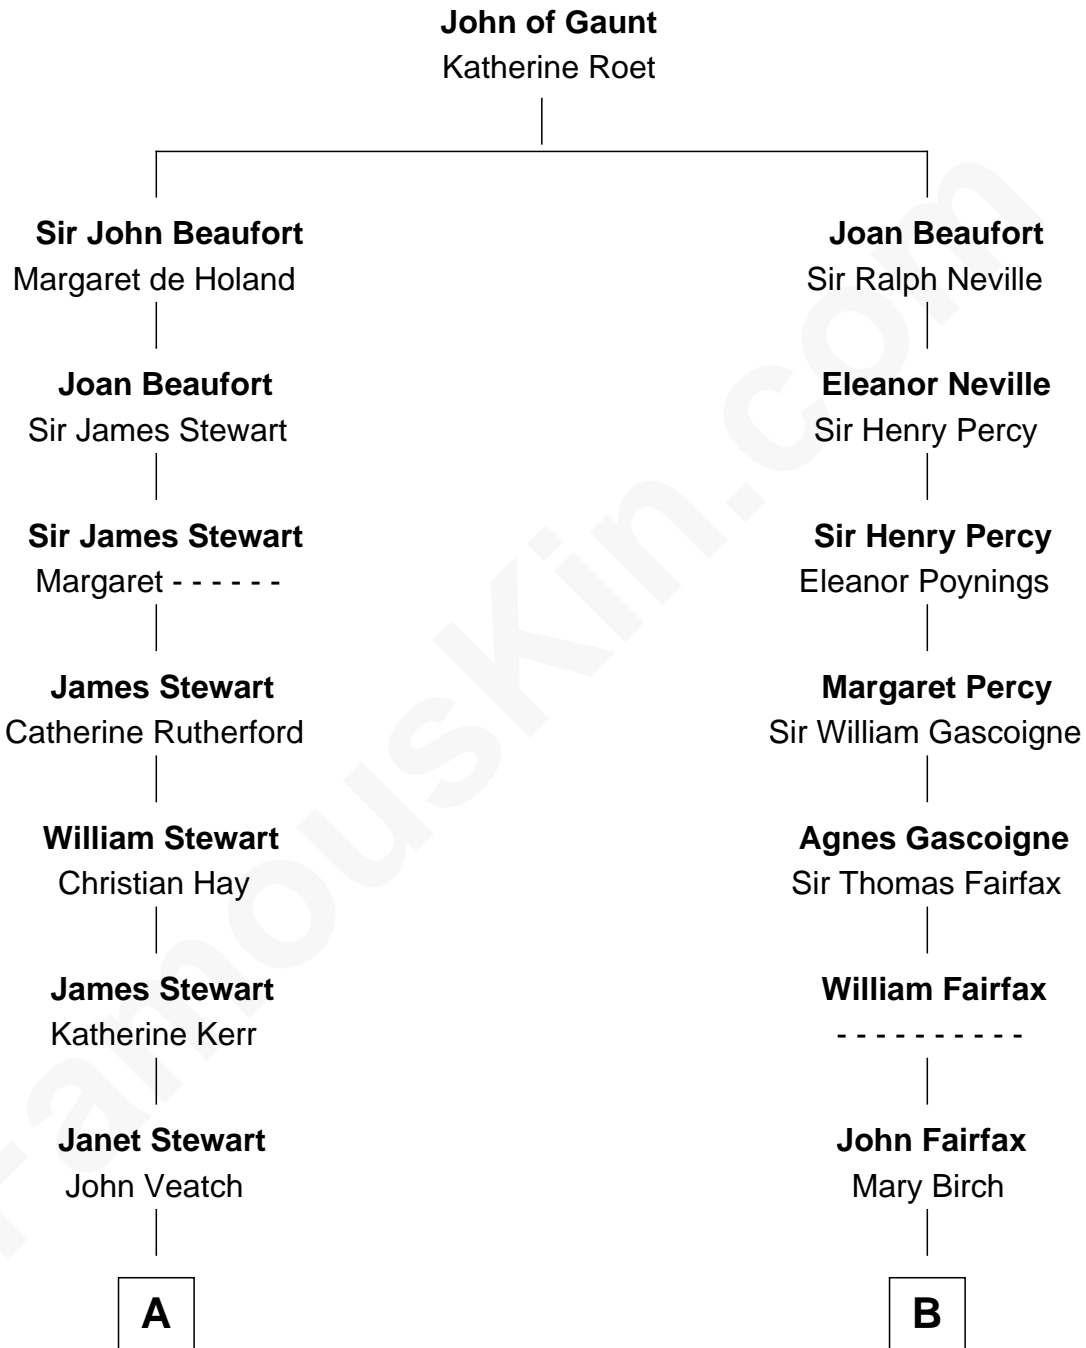 John of Gaunt
Katherine Roet
Sir John Beaufort
Margaret de Holand
Joan Beaufort
Sir James Stewart
Sir James Stewart
Margaret - - - - - -
James Stewart
Catherine Rutherford
William Stewart
Christian Hay
James Stewart
Katherine Kerr
Janet Stewart
John Veatch
A
Joan Beaufort
Sir Ralph Neville
Eleanor Neville
Sir Henry Percy
Sir Henry Percy
Eleanor Poynings
Margaret Percy
Sir William Gascoigne
Agnes Gascoigne
Sir Thomas Fairfax
William Fairfax
- - - - - - - - - -
John Fairfax
Mary Birch
B
FamousKin.com